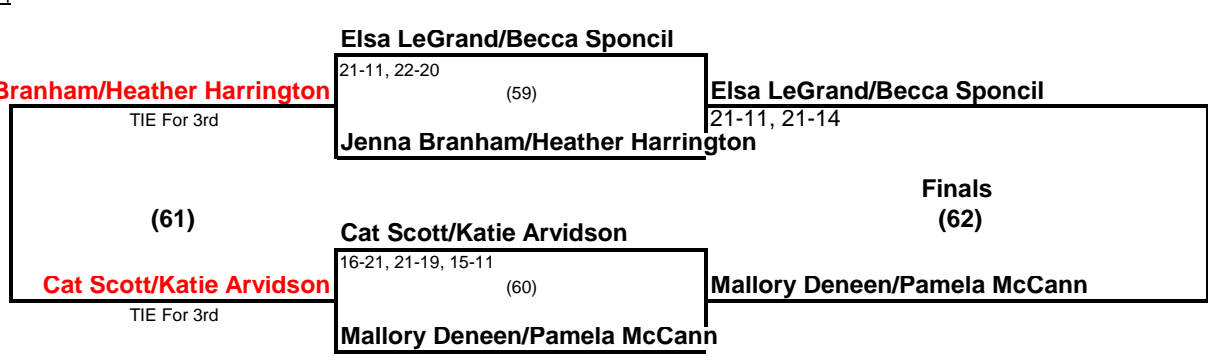 Elsa LeGrand/Becca Sponcil
21-11, 22-20
Branham/Heather Harrington
(59)
Elsa LeGrand/Becca Sponcil
TIE For 3rd
21-11, 21-14
Jenna Branham/Heather Harrington
Finals
(61)
(62)
Cat Scott/Katie Arvidson
16-21, 21-19, 15-11
Cat Scott/Katie Arvidson
(60)
Mallory Deneen/Pamela McCann
TIE For 3rd
Mallory Deneen/Pamela McCann